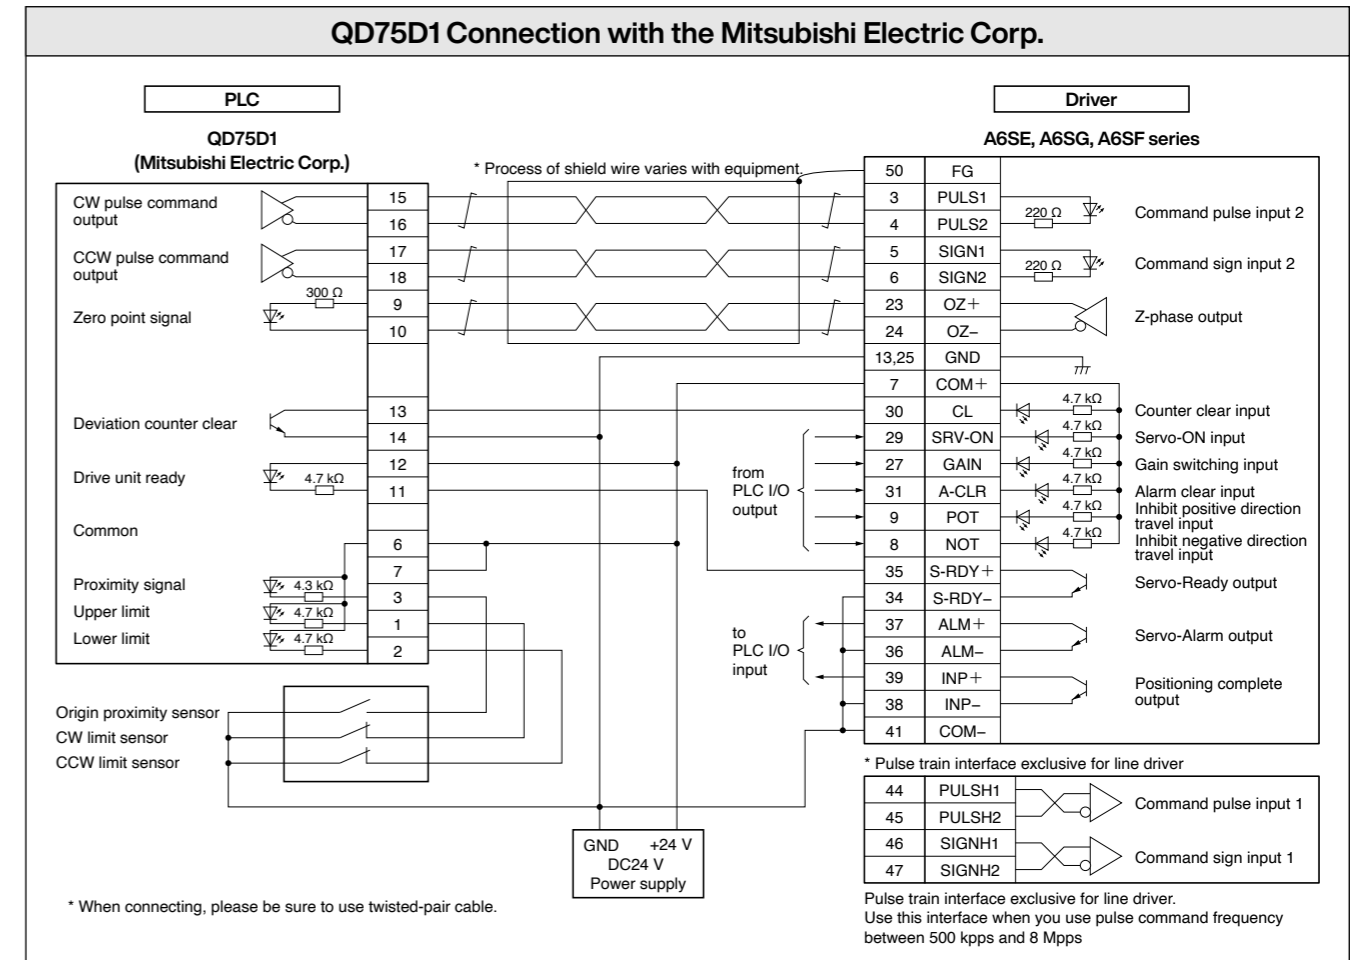 QD75D1 Connection with the Mitsubishi Electric Corp.
PLC
QD75D1
(Mitsubishi Electric Corp.)
CW pulse command
output
15
16
CCW pulse command
output
17
18
Zero point signal
300 Ω
9
10
Deviation counter clear
13
14
Drive unit ready
4.7 kΩ
12
11
Common
6
7
Proximity signal
4.3 kΩ
3
Upper limit
4.7 kΩ
1
Lower limit
4.7 kΩ
2
Origin proximity sensor
CW limit sensor
CCW limit sensor
* Process of shield wire varies with equipment.
from
PLC I/O
output
to
PLC I/O
input
GND +24 V
DC24 V
Power supply
* When connecting, please be sure to use twisted-pair cable.
Driver
A6SE, A6SG, A6SF series
50 FG
3 PULS1
4 PULS2
220 Ω
Command pulse input 2
5 SIGN1
6 SIGN2
220 Ω
Command sign input 2
23 OZ+
24 OZ−
Z-phase output
13,25 GND
7 COM+
30 CL 4.7 kΩ Counter clear input
29 SRV-ON 4.7 kΩ Servo-ON input
27 GAIN 4.7 kΩ Gain switching input
31 A-CLR 4.7 kΩ Alarm clear input
9 POT 4.7 kΩ Inhibit positive direction
travel input
8 NOT 4.7 kΩ Inhibit negative direction
travel input
35 S-RDY+
34 S-RDY−
Servo-Ready output
37 ALM+
36 ALM−
Servo-Alarm output
39 INP+
38 INP−
Positioning complete
output
41 COM−
* Pulse train interface exclusive for line driver
44 PULSH1
45 PULSH2
Command pulse input 1
46 SIGNH1
47 SIGNH2
Command sign input 1
Pulse train interface exclusive for line driver.
Use this interface when you use pulse command frequency
between 500 kpps and 8 Mpps